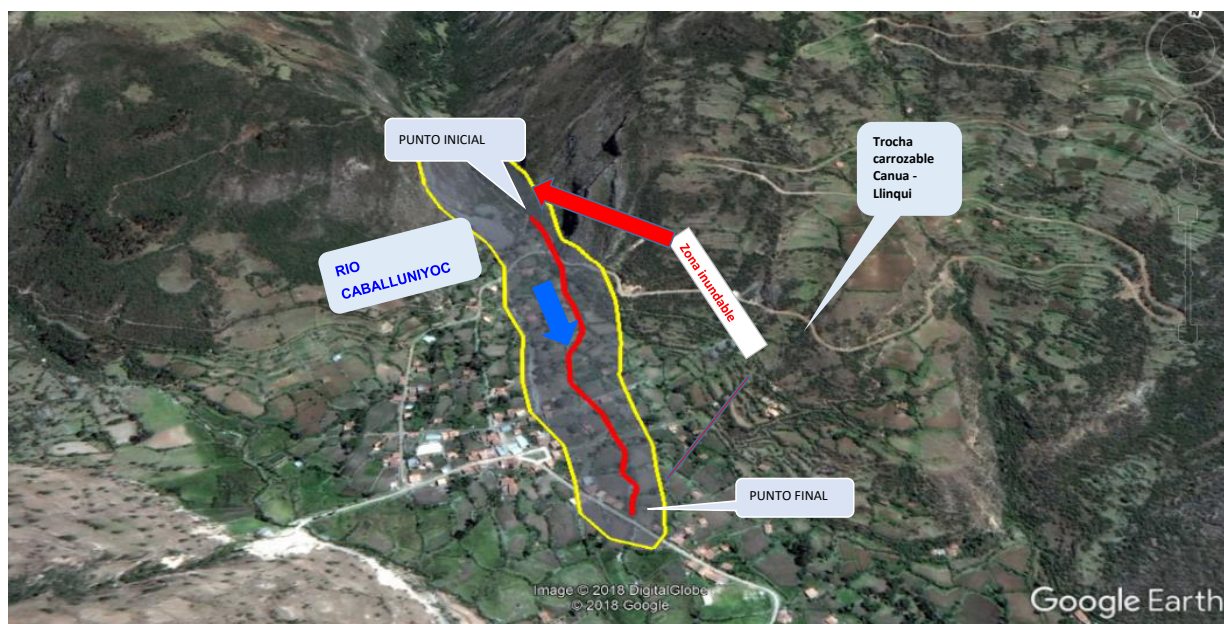 PUNTO INICIAL
Trocha
carrozable
Canua -
Llinqui
RIO
CABALLUNIYOC
Zona inundable
PUNTO FINAL
Image © 2018 DigitalGlobe
© 2018 Google
Google Earth